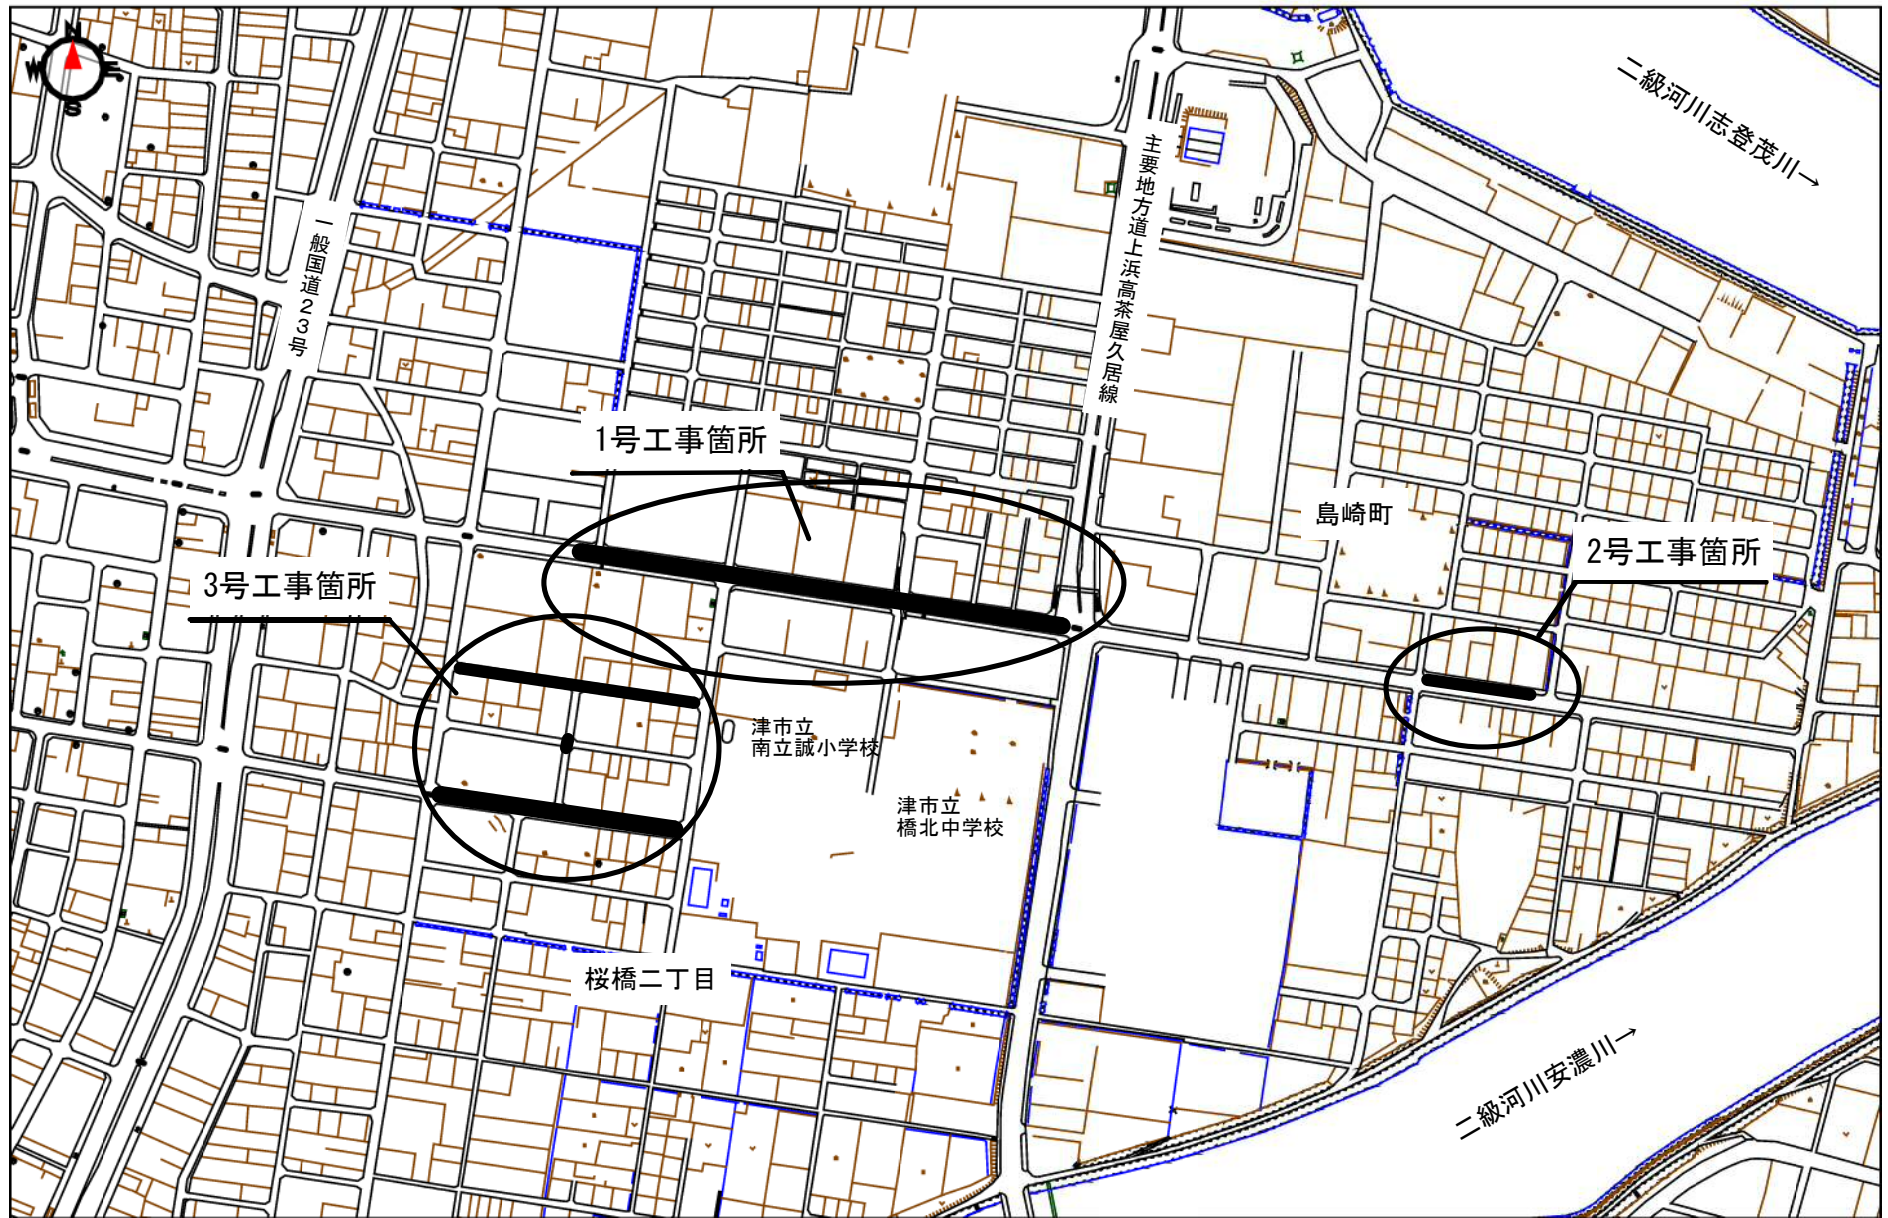 N
W
E
S
二級河川志登茂川→
主要地方道上浜高茶屋久居線
一般国道23号
1号工事箇所
島崎町
2号工事箇所
3号工事箇所
津市立
南立誠小学校
津市立
橋北中学校
桜橋二丁目
二級河川安濃川→